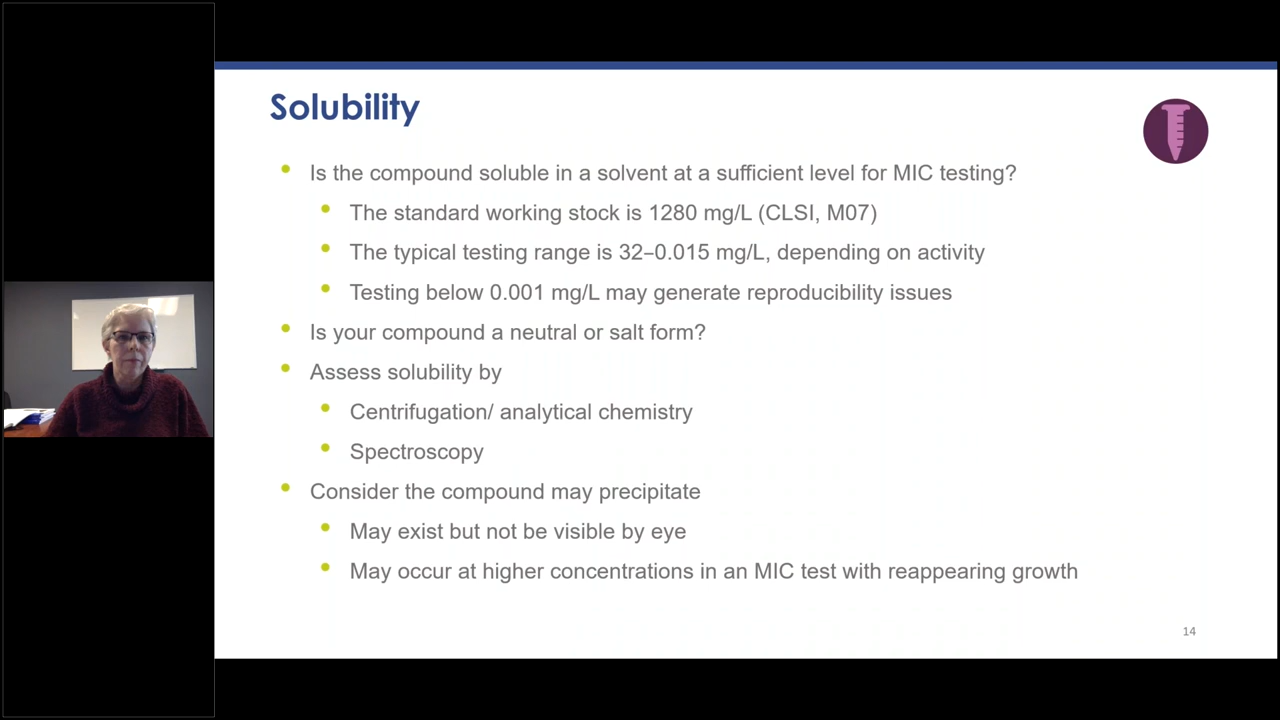 Solubility
Is the compound soluble in a solvent at a sufficient level for MIC testing?
The standard working stock is 1280 mg/L (CLSI, M07)
The typical testing range is 32–0.015 mg/L, depending on activity
Testing below 0.001 mg/L may generate reproducibility issues
Is your compound a neutral or salt form?
Assess solubility by
Centrifugation/ analytical chemistry
Spectroscopy
Consider the compound may precipitate
May exist but not be visible by eye
May occur at higher concentrations in an MIC test with reappearing growth
14